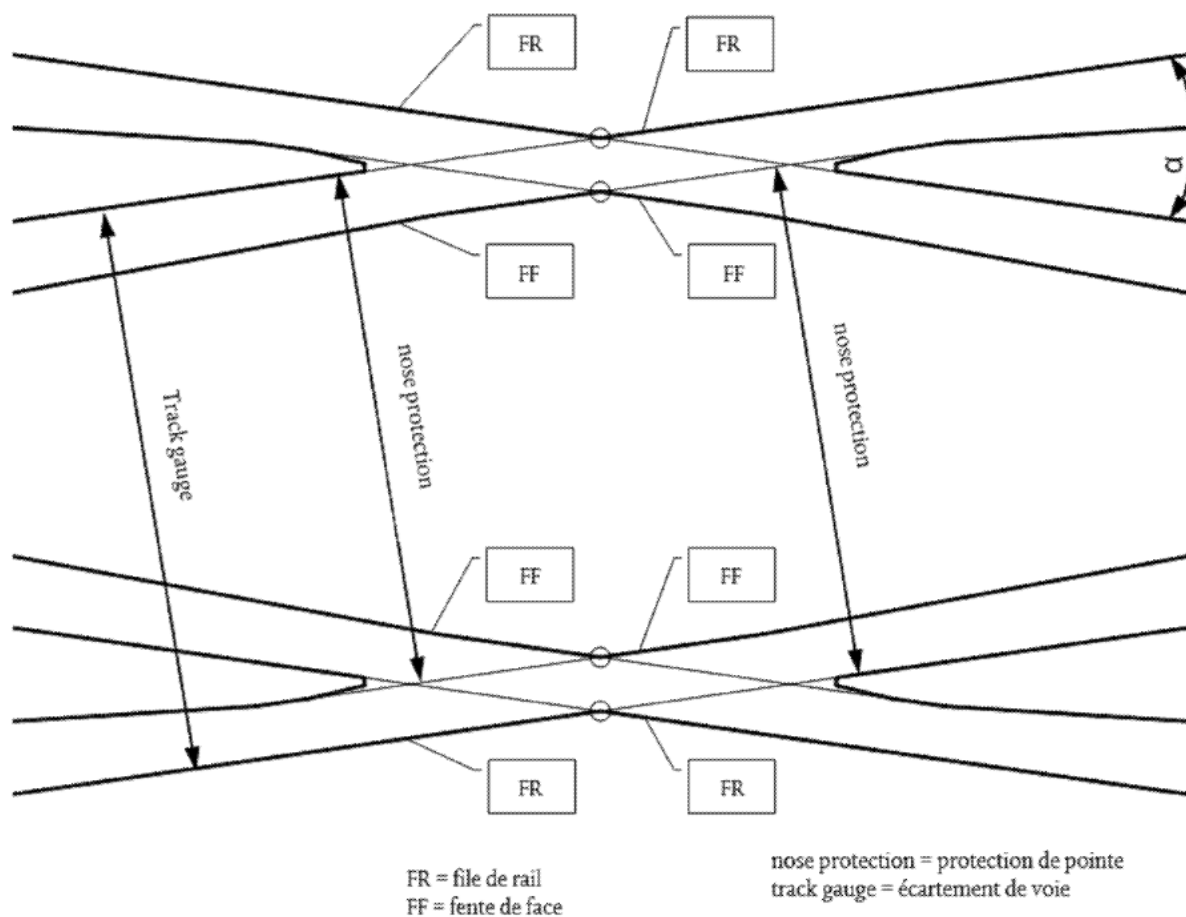 FR
FR
α
FF
FF
Track gauge
nose protection
nose protection
FF
FF
FR
FR
FR = file de rail
FF = fente de face
nose protection = protection de pointe
track gauge = écartement de voie